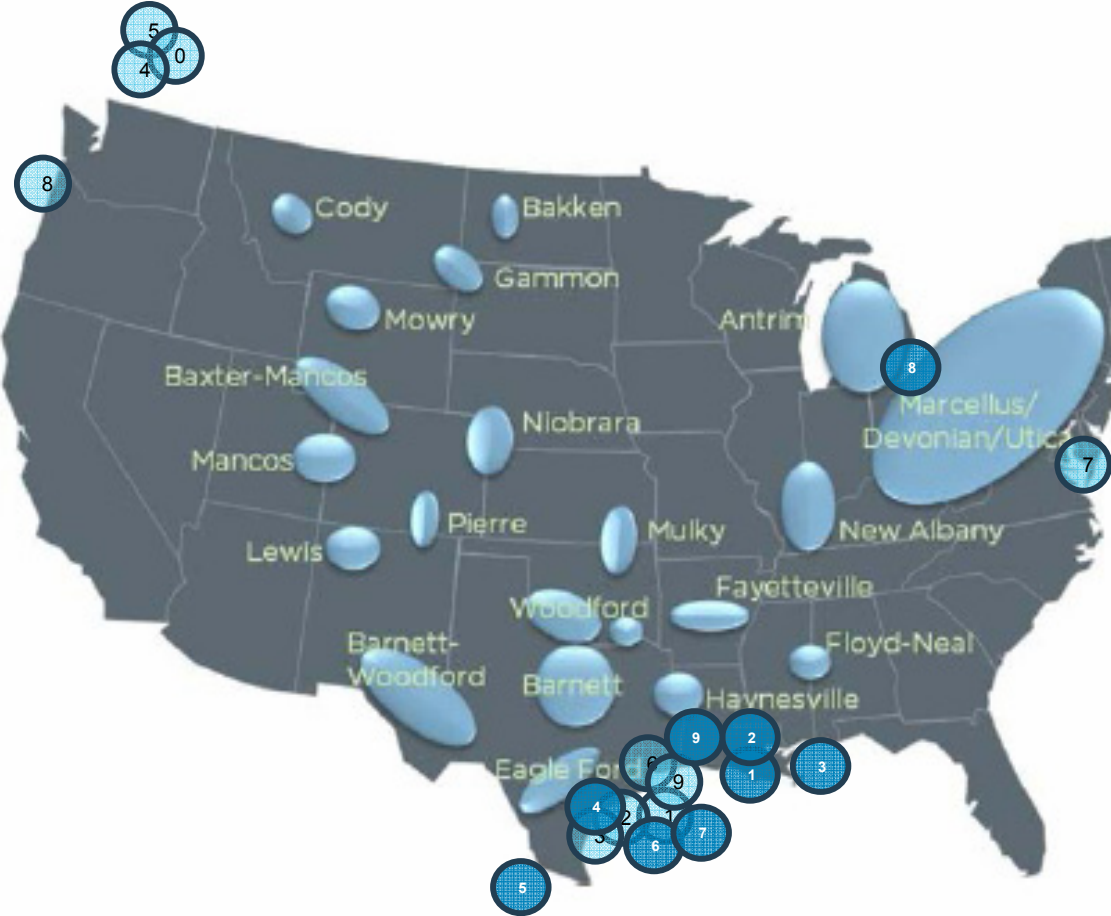 5
0
4
8
Cody
Bakken
Gammon
Mowry
Antrim
Baxter-Mancos
8
Marcellus/
Devonian/Utica
Niobrara
Mancos
7
Pierre
Mulky
New Albany
Lewis
Fayetteville
Woodford
Barnett-
Woodford
Floyd-Neal
Barnett
Haynesville
9
2
6
Eagle Ford
3
1
9
4
2
1
7
3
6
5